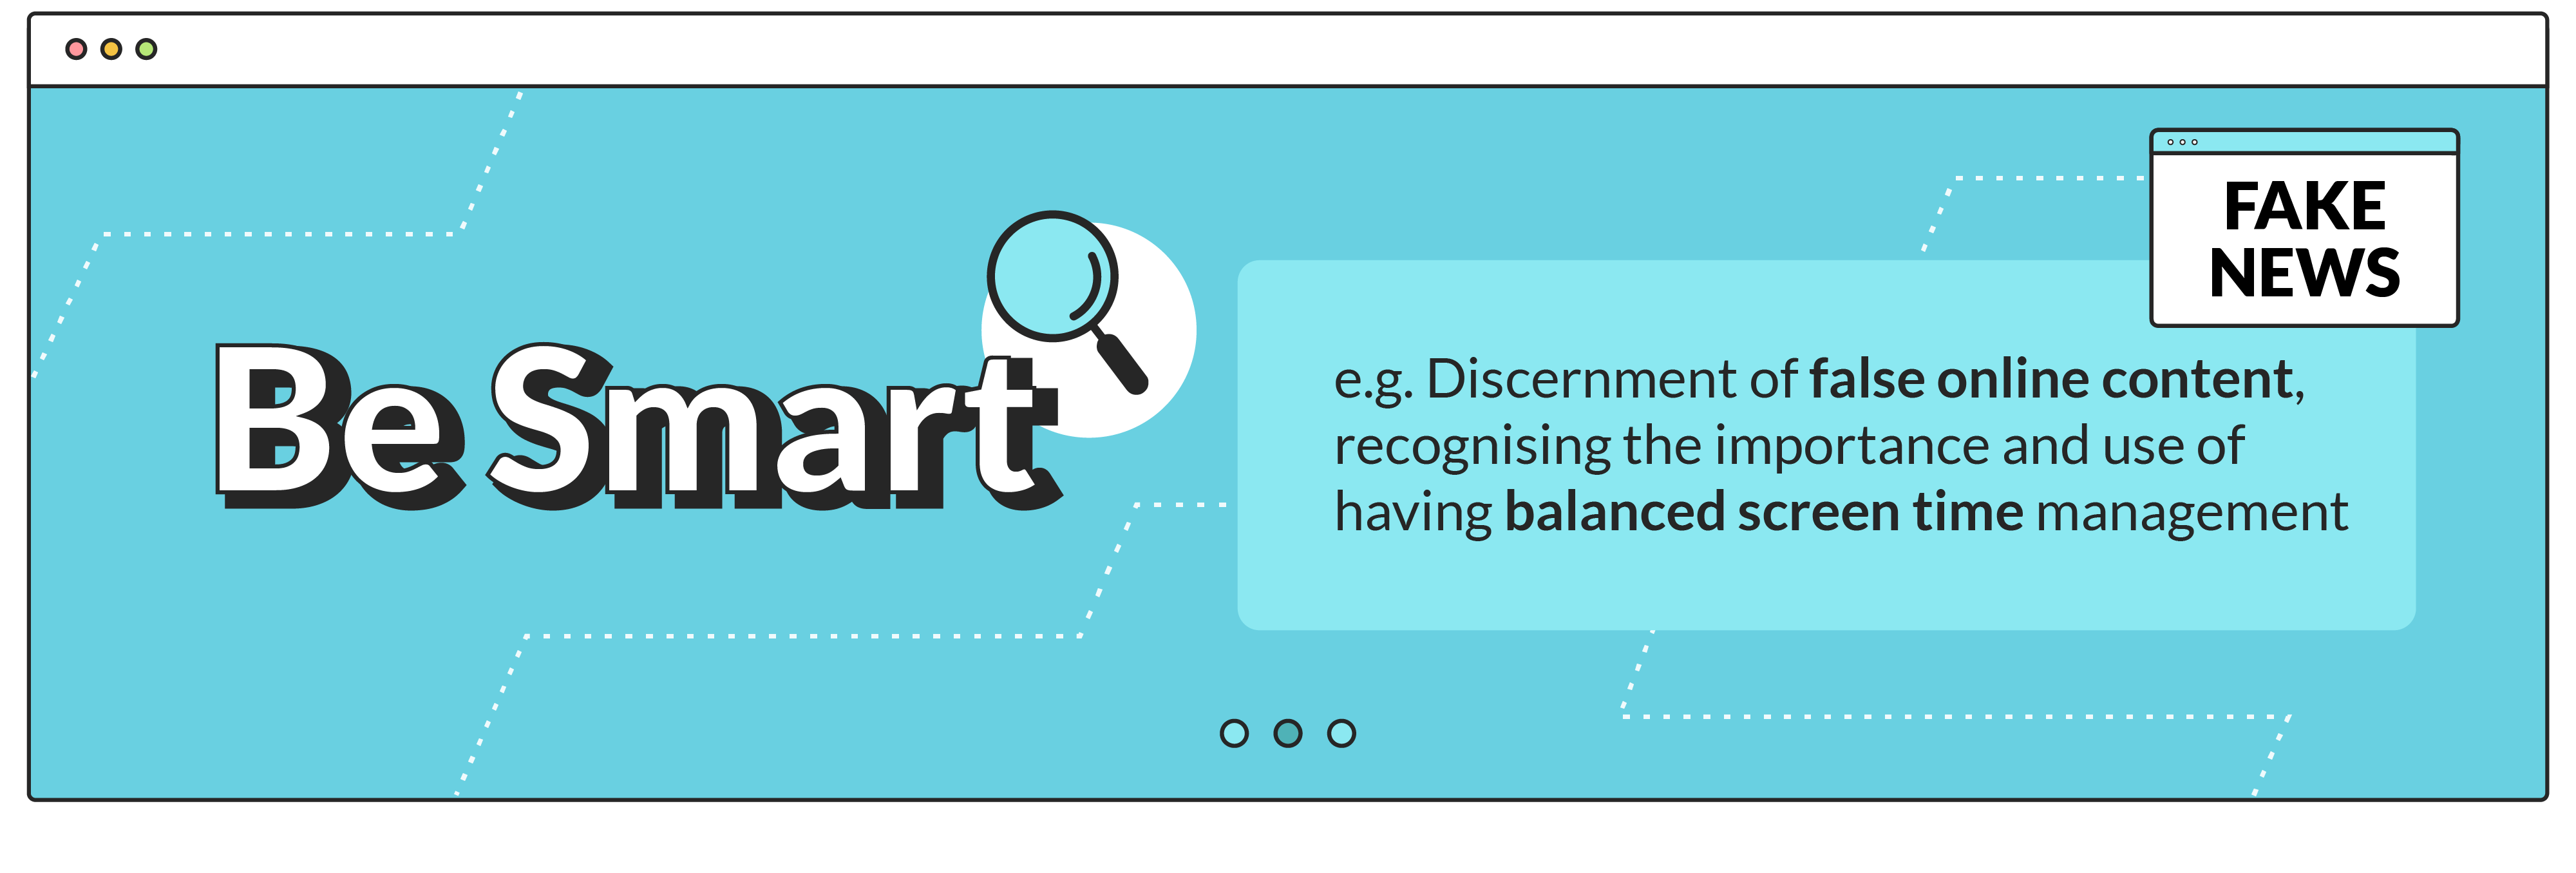 Be Smart
FAKE
NEWS
e.g. Discernment of false online content,
recognising the importance and use of
having balanced screen time management